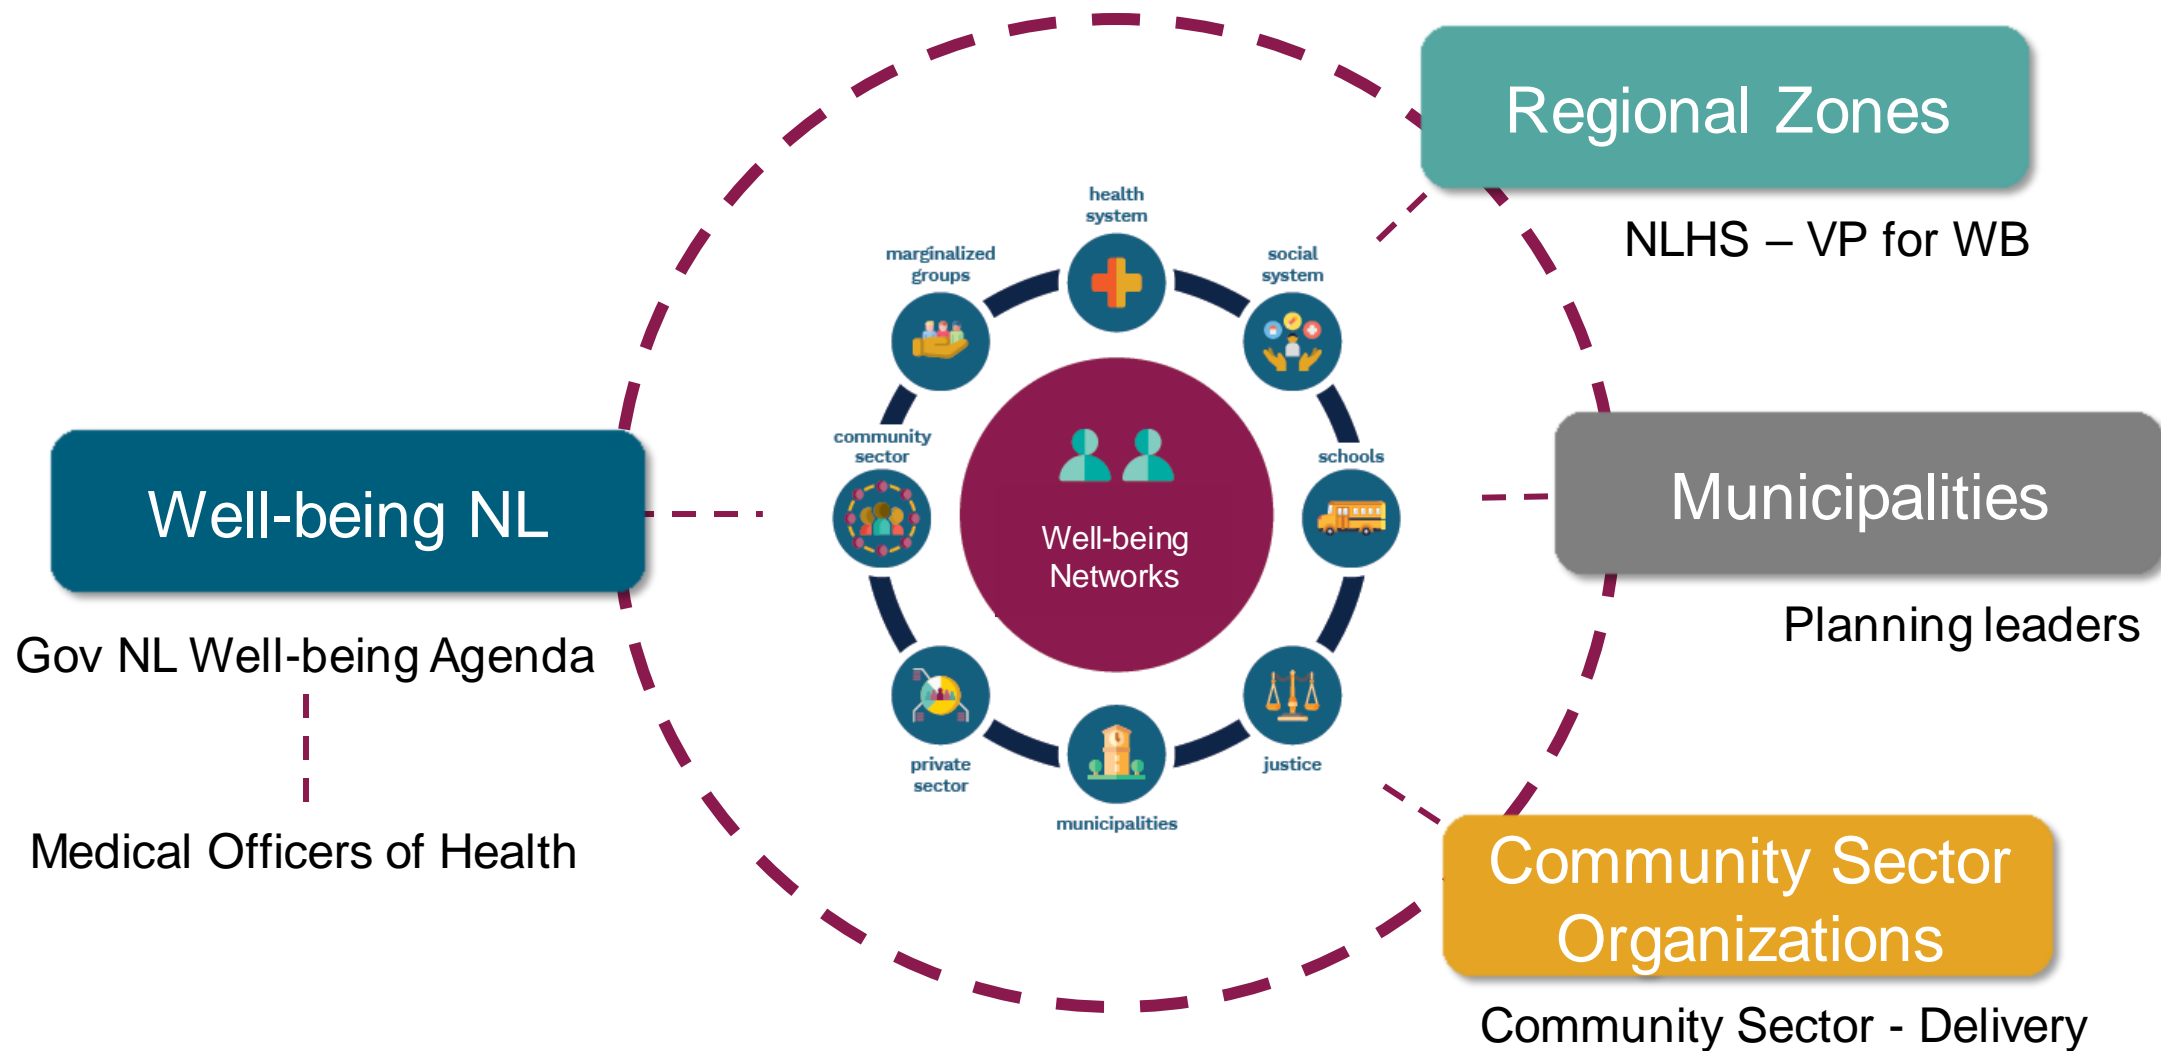 Regional Zones
NLHS – VP for WB
health
system
marginalized
groups
social
system
community
sector
schools
Well-being
Networks
private
sector
justice
municipalities
Well-being NL
Gov NL Well-being Agenda
Medical Officers of Health
Municipalities
Planning leaders
Community Sector
Organizations
Community Sector - Delivery